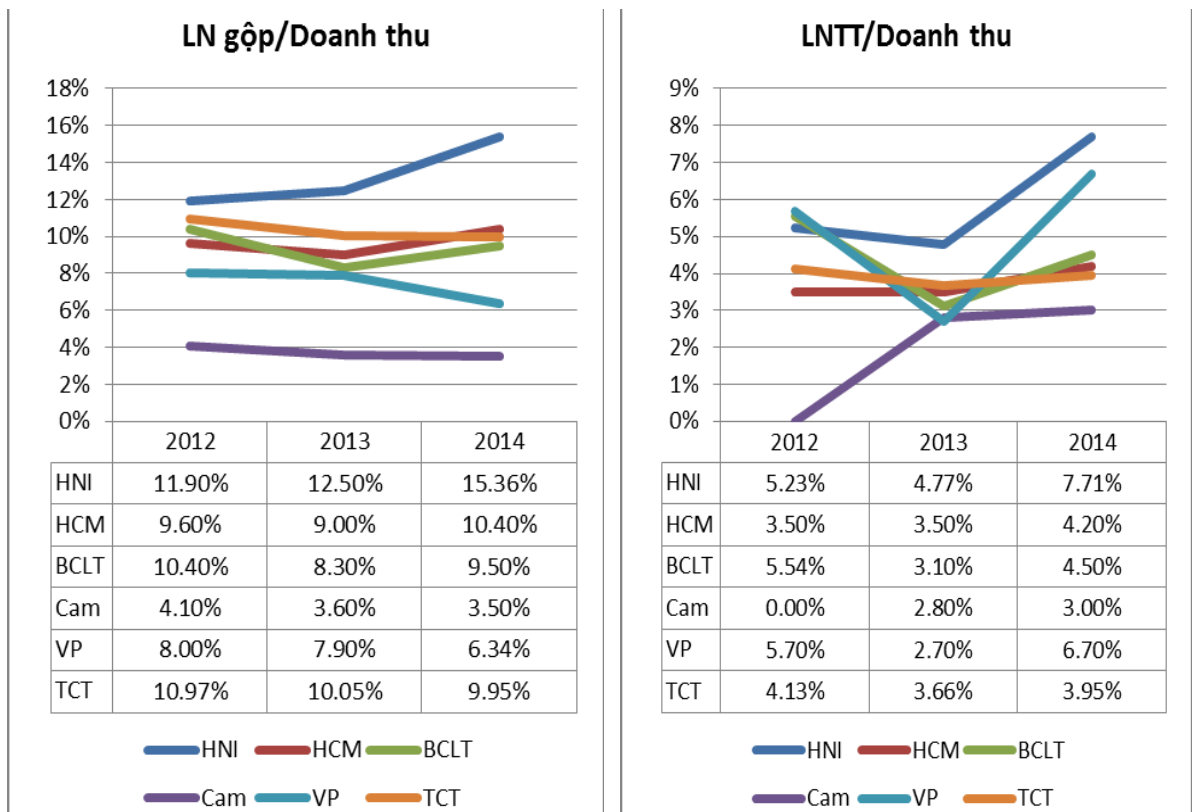 LN gộp/Doanh thu
18%
16%
14%
12%
10%
8%
6%
4%
2%
0%
2012 2013 2014
HNI 11.90% 12.50% 15.36%
HCM 9.60% 9.00% 10.40%
BCLT 10.40% 8.30% 9.50%
Cam 4.10% 3.60% 3.50%
VP 8.00% 7.90% 6.34%
TCT 10.97% 10.05% 9.95%
HNI HCM BCLT
Cam VP TCT
LNTT/Doanh thu
9%
8%
7%
6%
5%
4%
3%
2%
1%
0%
2012 2013 2014
HNI 5.23% 4.77% 7.71%
HCM 3.50% 3.50% 4.20%
BCLT 5.54% 3.10% 4.50%
Cam 0.00% 2.80% 3.00%
VP 5.70% 2.70% 6.70%
TCT 4.13% 3.66% 3.95%
HNI HCM BCLT
Cam VP TCT